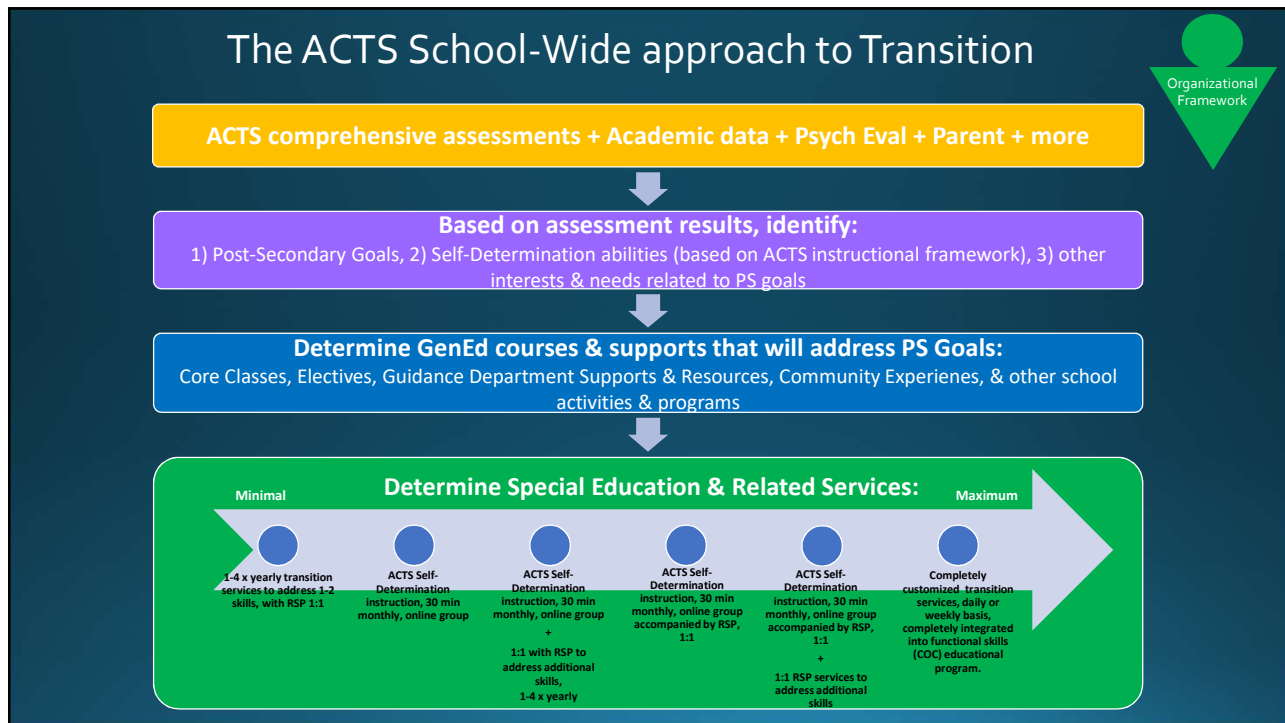 The ACTS School-Wide approach to Transition
Organizational
Framework
ACTS comprehensive assessments + Academic data + Psych Eval + Parent + more
Based on assessment results, identify:
1) Post-Secondary Goals, 2) Self-Determination abilities (based on ACTS instructional framework), 3) other
interests & needs related to PS goals
Determine GenEd courses & supports that will address PS Goals:
Core Classes, Electives, Guidance Department Supports & Resources, Community Experienes, & other school
activities & programs
Minimal
Determine Special Education & Related Services:
Maximum
1-4 x yearly transition
services to address 1-2
skills, with RSP 1:1
ACTS Self-
Determination
instruction, 30 min
monthly, online group
ACTS Self-
Determination
instruction, 30 min
monthly, online group
+
1:1 with RSP to
address additional
skills,
1-4 x yearly
ACTS Self-
Determination
instruction, 30 min
monthly, online group
accompanied by RSP,
1:1
ACTS Self-
Determination
instruction, 30 min
monthly, online group
accompanied by RSP,
1:1
+
1:1 RSP services to
address additional
skills
Completely
customized transition
services, daily or
weekly basis,
completely integrated
into functional skills
(COC) educational
program.